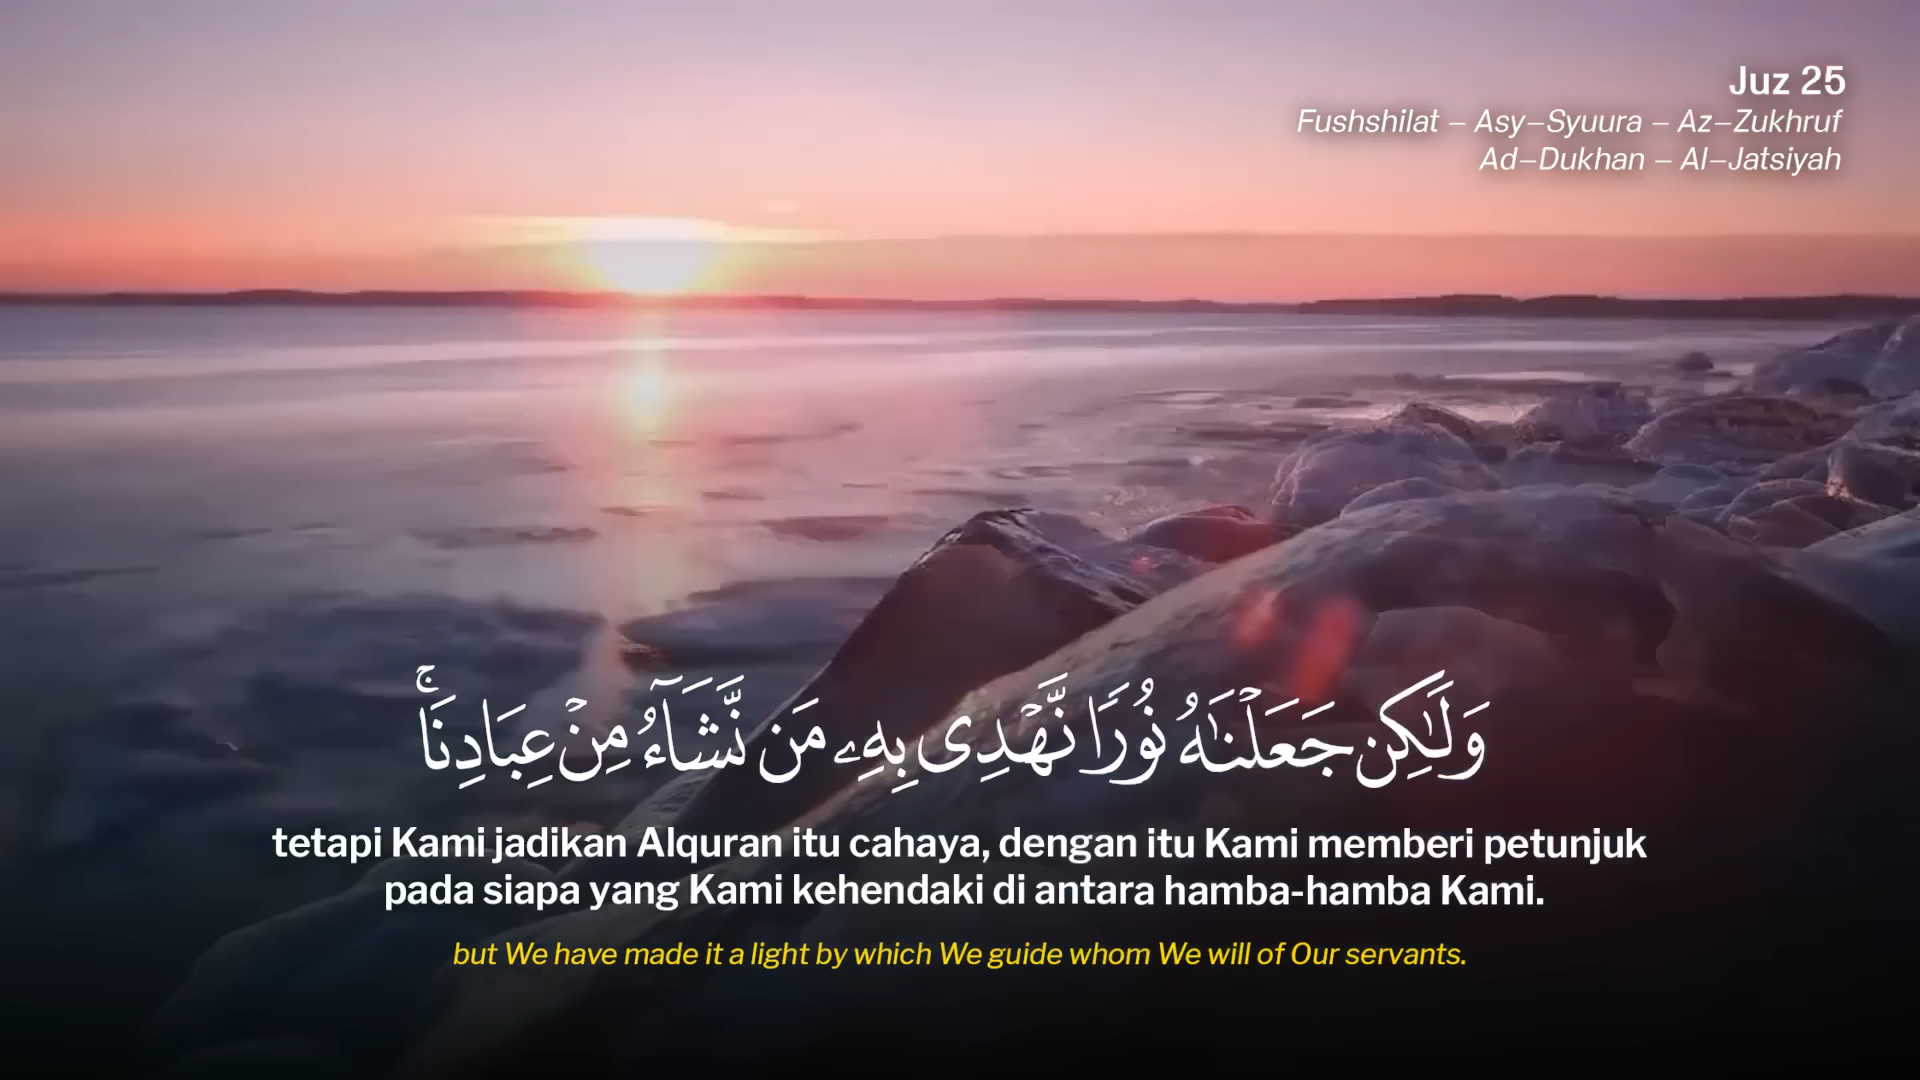 Juz 25
Fushshilat – Asy–Syuura – Az–Zukhruf
Ad–Dukhan – Al–Jatsiyah
وَلَٰكِن جَعَلْنَٰهُ نُورًا نَّهْدِى بِهِۦ مَن نَّشَآءُ مِنْ عِبَادِنَا ۚ
tetapi Kami jadikan Alquran itu cahaya, dengan itu Kami memberi petunjuk
pada siapa yang Kami kehendaki di antara hamba-hamba Kami.
but We have made it a light by which We guide whom We will of Our servants.